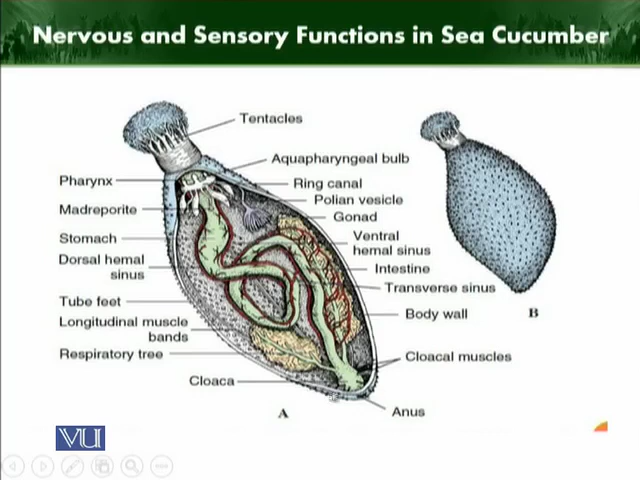 Nervous and Sensory Functions in Sea Cucumber
Tentacles
Aquapharyngeal bulb
Pharynx
Ring canal
Polian vesicle
Madreporite
Gonad
Stomach
Ventral
hemal sinus
Dorsal hemal
sinus
Intestine
Transverse sinus
Tube feet
Body wall
B
Longitudinal muscle
bands
Respiratory tree
Cloacal muscles
Cloaca
A
Anus
VU